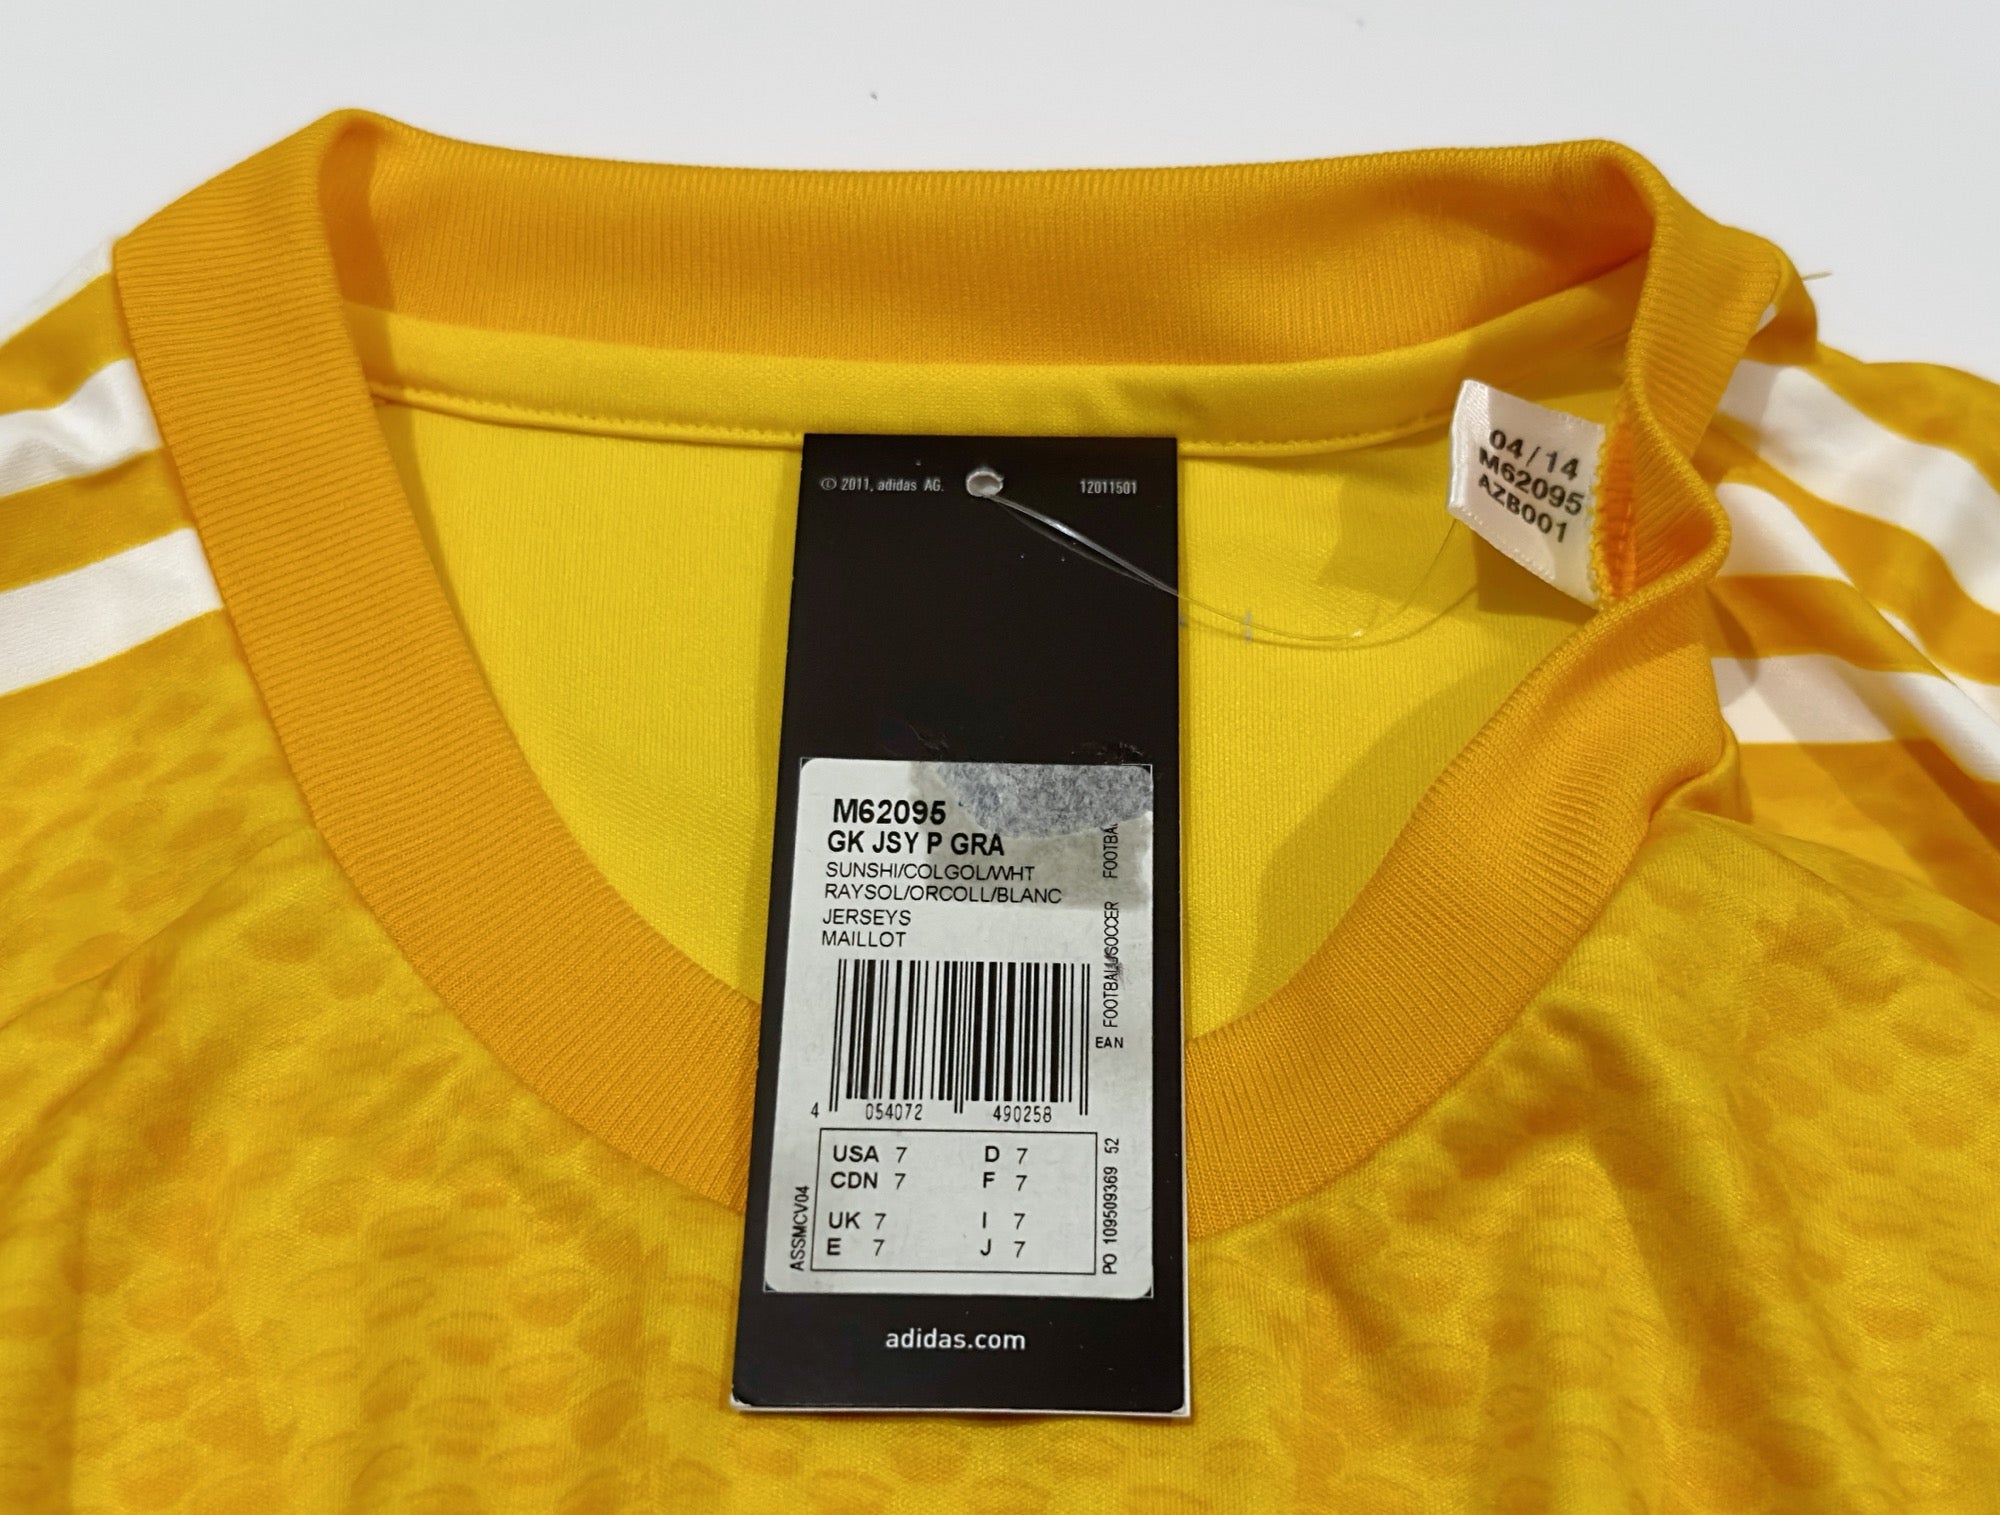 © 2011, adidas AG. 12011501
04/14
M62095
AZB001
M62095
GK JSY P GRA
SUNSHI/COLGOL/WHT
RAYSOL/ORCOLL/BLANC
JERSEYS
MAILLOT
FOOTBALL/SOCCER FOOTBAL
EAN
4 054072 490258
USA 7 D 7
CDN 7 F 7
UK 7 I 7
E 7 J 7
ASSMCV04
PO 109509369 52
adidas.com